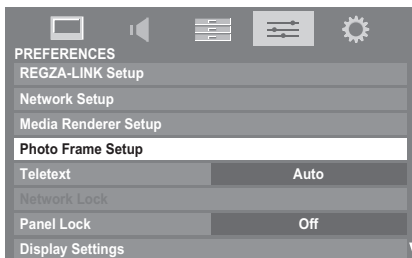 PREFERENCES
REGZA-LINK Setup
Network Setup
Media Renderer Setup
Photo Frame Setup
Teletext Auto
Network Lock
Panel Lock Off
Display Settings